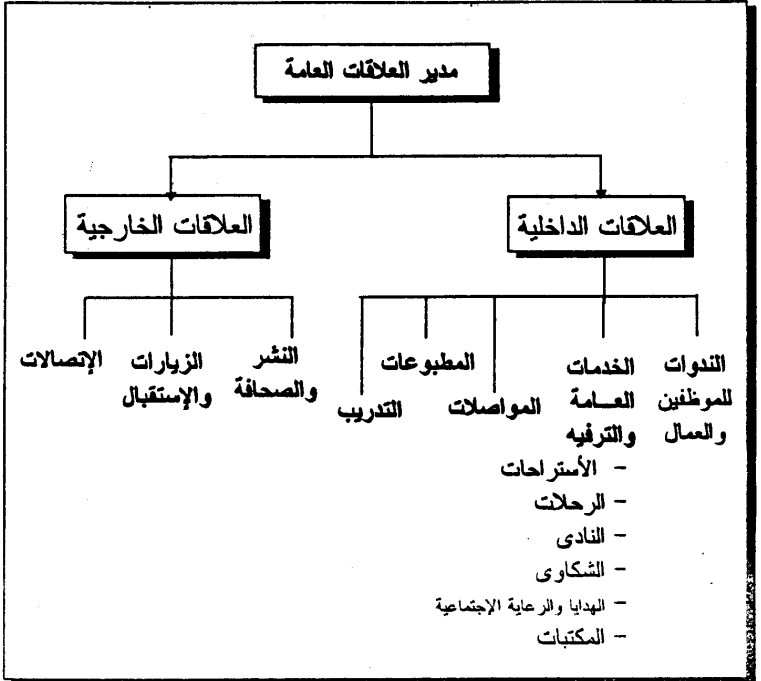 مدير العلاقات العامة
العلاقات الداخلية
العلاقات الخارجية
الندوات
للموظفين
والعمال
الخدمات
العـــامة
والترفيه
المواصلات
المطبوعات
التدريب
النشر
والصحافة
الزيارات
والإستقبال
الإتصالات
- الأستراحات
- الرحلات
- النادى
- الشكاوى
- الهدايا والرعاية الإجتماعية
- المكتبات